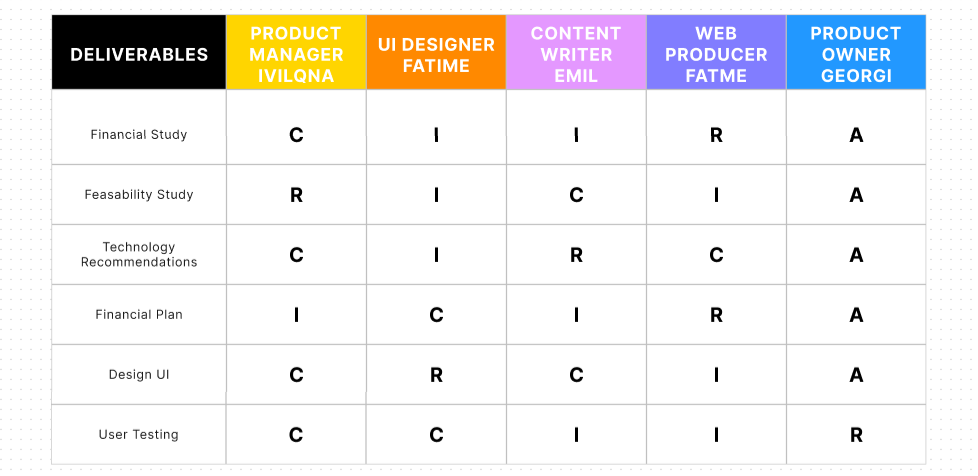 DELIVERABLES
PRODUCT
MANAGER
IVILQNA
UI DESIGNER
FATIME
CONTENT
WRITER
EMIL
WEB
PRODUCER
FATME
PRODUCT
OWNER
GEORGI
Financial Study C I I R A
Feasability Study R I C I A
Technology
Recommendations C I R C A
Financial Plan I C I R A
Design UI C R C I A
User Testing C C I I R